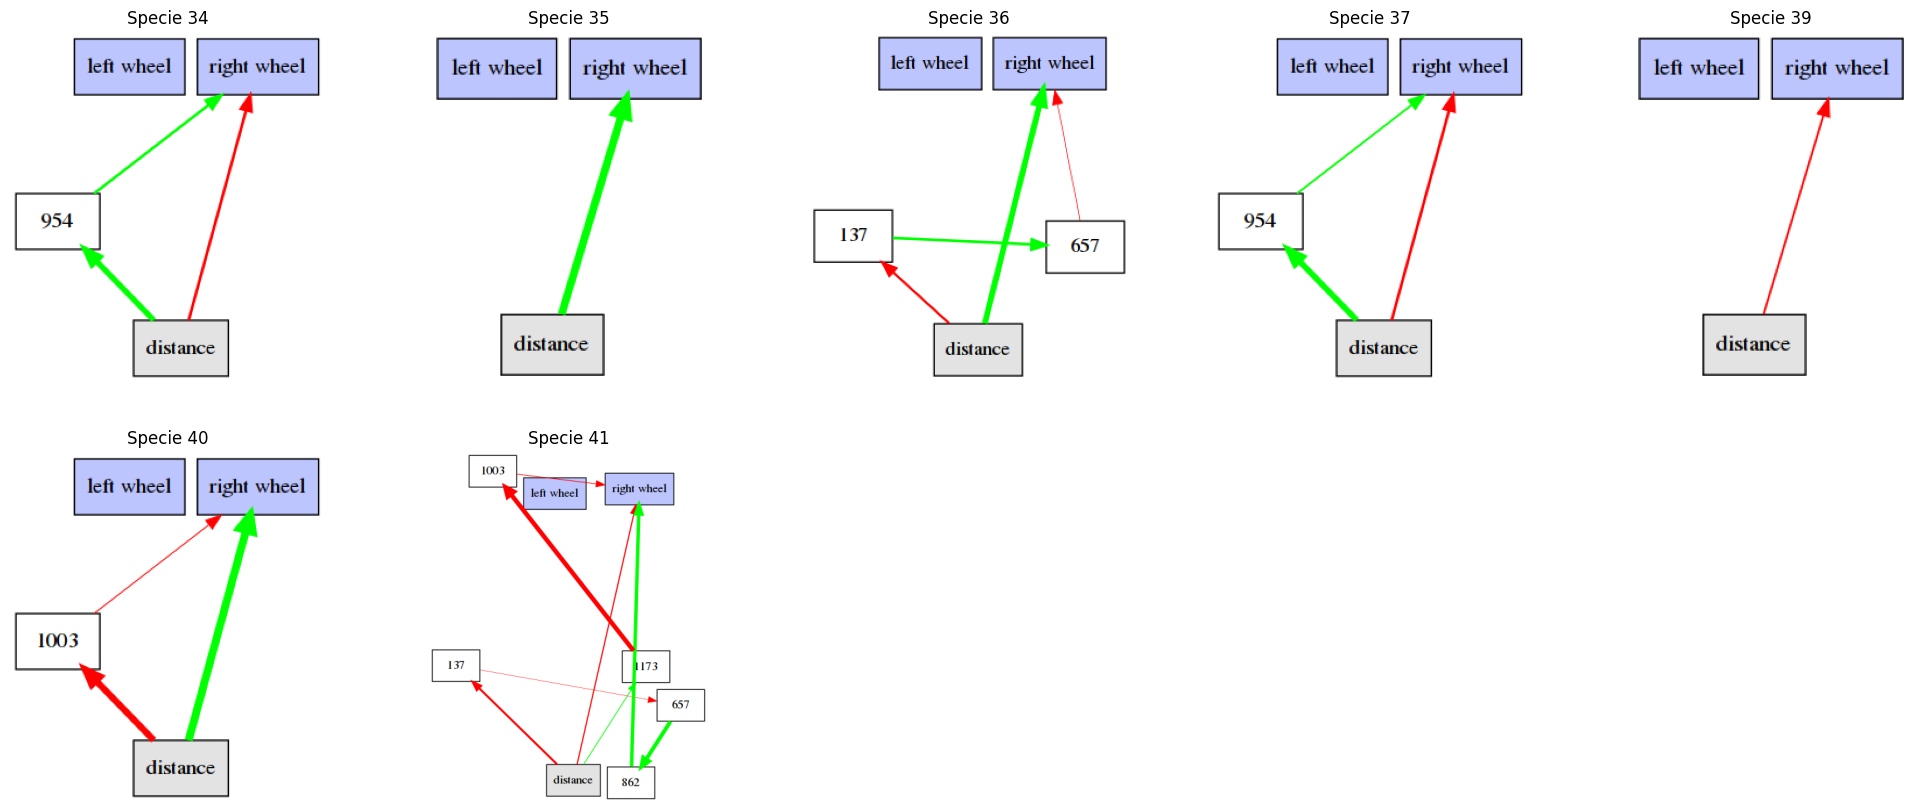 Specie 34
left wheel
right wheel
954
distance
Specie 35
left wheel
right wheel
distance
Specie 36
left wheel
right wheel
137
657
distance
Specie 37
left wheel
right wheel
954
distance
Specie 39
left wheel
right wheel
distance
Specie 40
left wheel
right wheel
1003
distance
Specie 41
1003
left wheel
right wheel
137
1173
657
distance
862